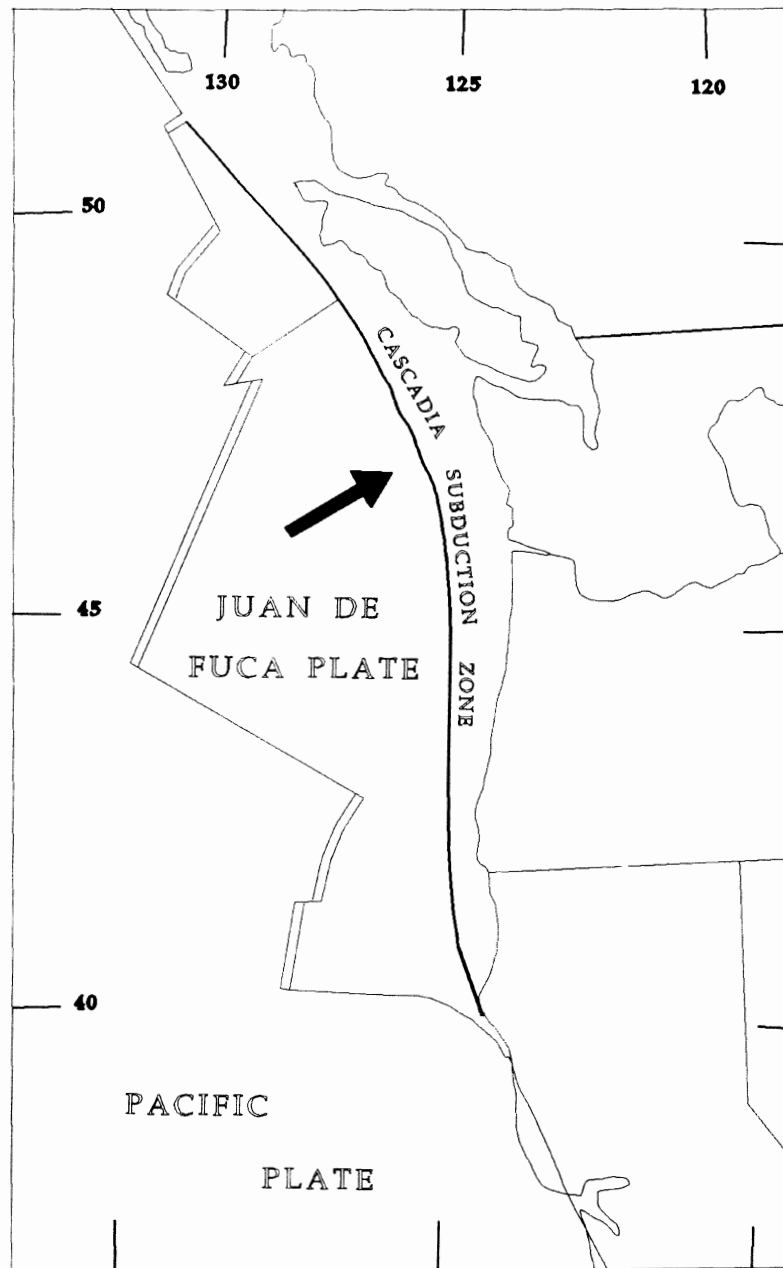 130
125
120
50
CASCADIA SUBDUCTION ZONE
45
JUAN DE
FUCA PLATE
40
PACIFIC
PLATE